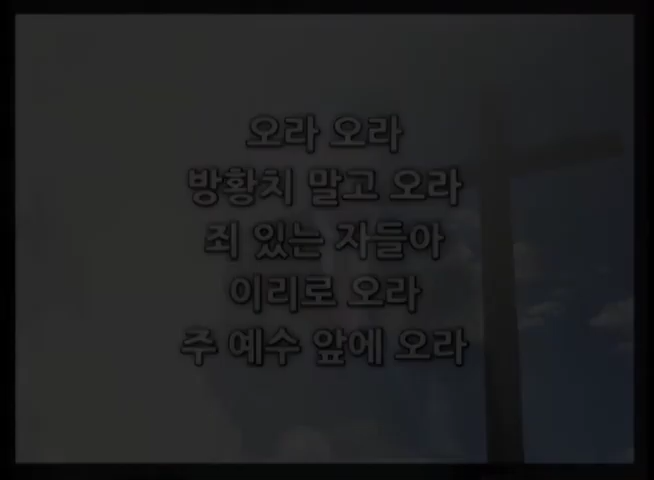 오라 오라
방황치 말고 오라
죄 있는 자들아
이리로 오라
주 예수 앞에 오라